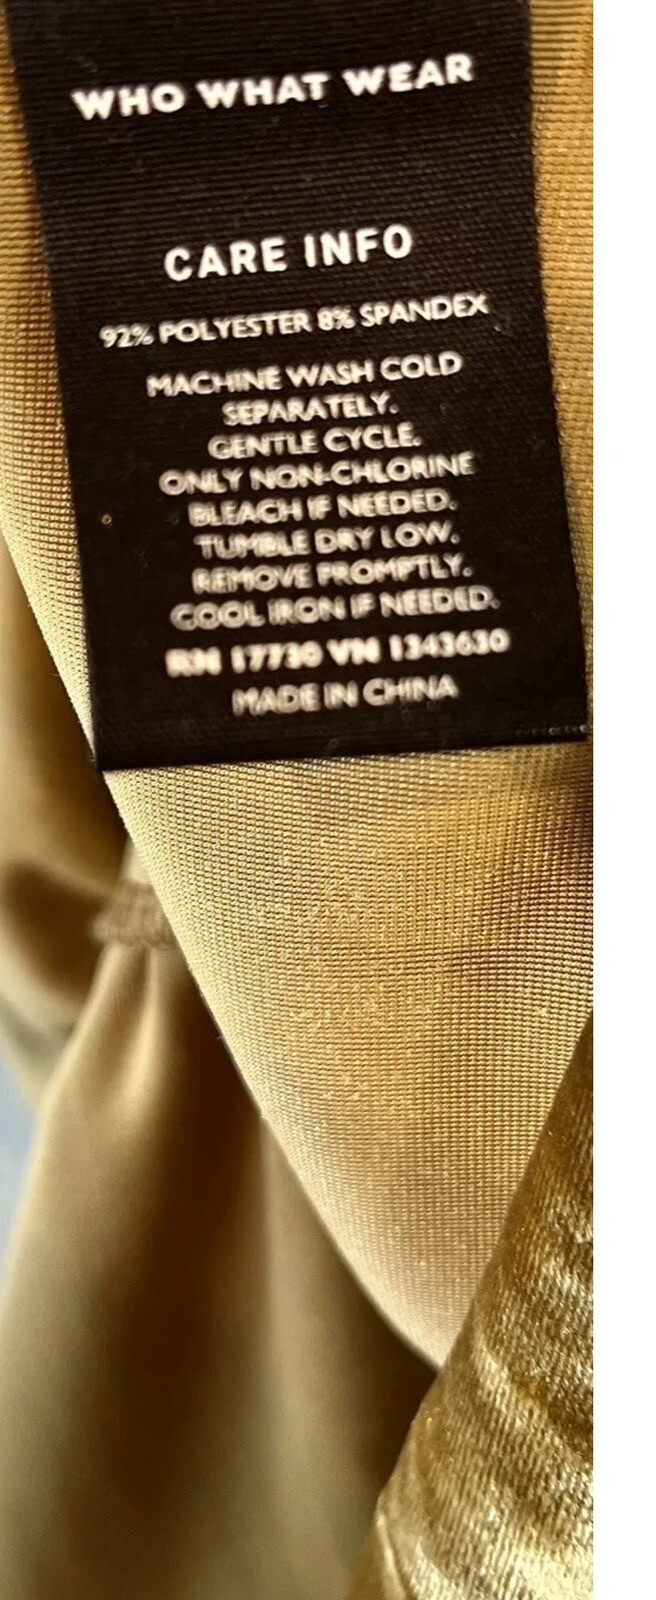 WHO WHAT WEAR
CARE INFO
92% POLYESTER 8% SPANDEX
MACHINE WASH COLD
SEPARATELY.
GENTLE CYCLE.
ONLY NON-CHLORINE
BLEACH IF NEEDED.
TUMBLE DRY LOW.
REMOVE PROMPTLY.
COOL IRON IF NEEDED.
RN 17730 VN 1343630
MADE IN CHINA